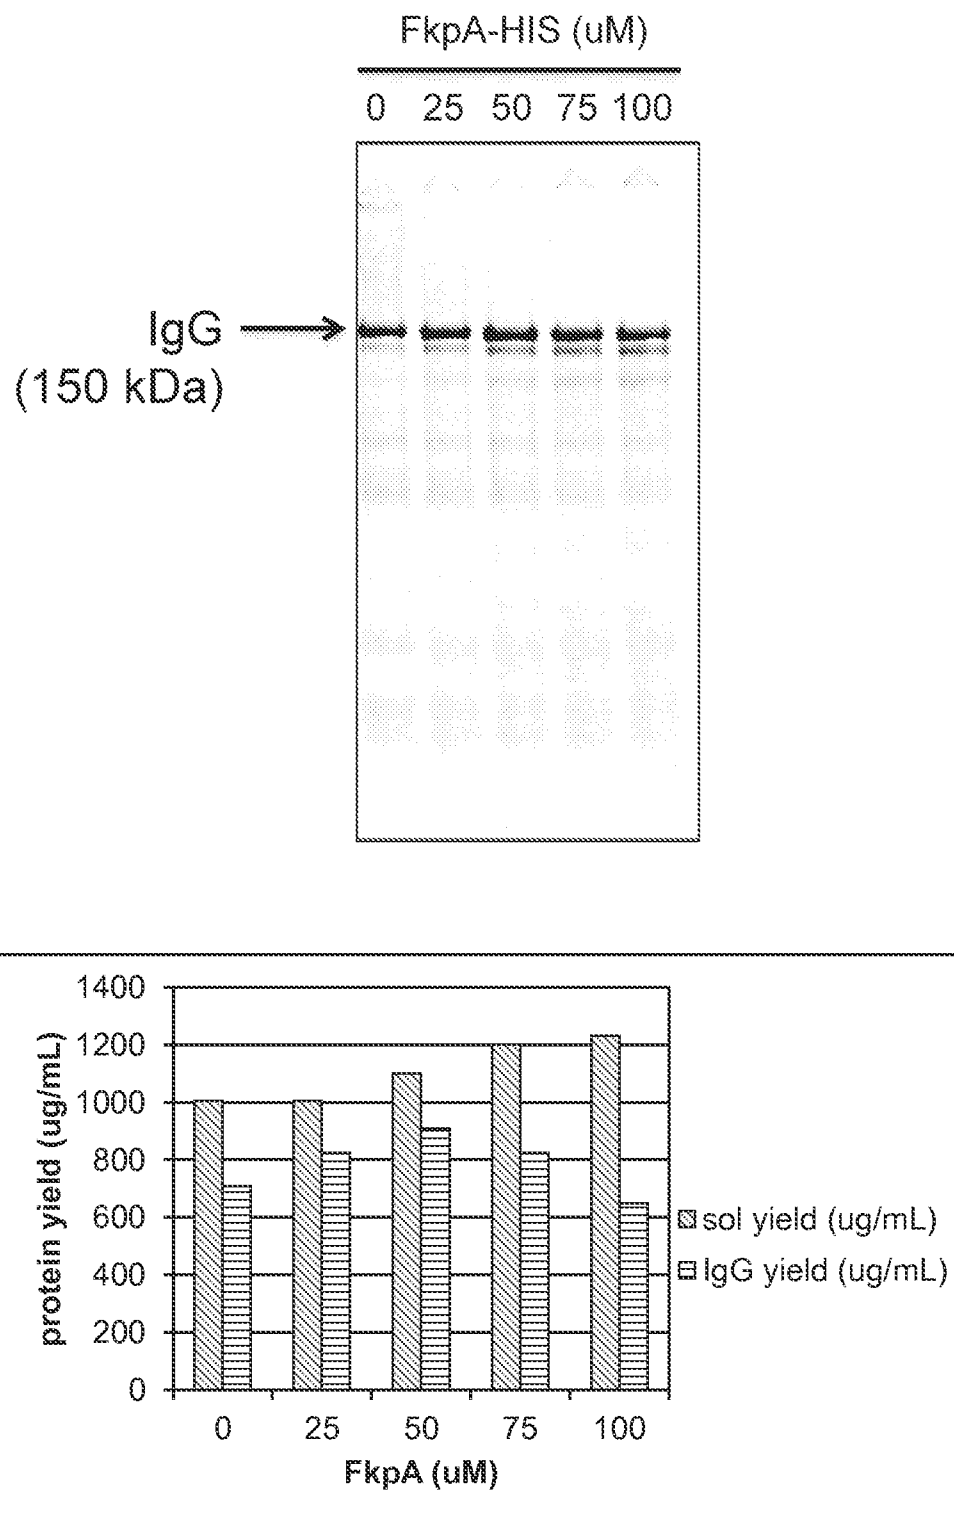 FkpA-HIS (uM)
0 25 50 75 100
IgG
(150 kDa)
1400
1200
1000
800
600
400
200
0
protein yield (ug/mL)
0 25 50 75 100
FkpA (uM)
sol yield (ug/mL)
IgG yield (ug/mL)